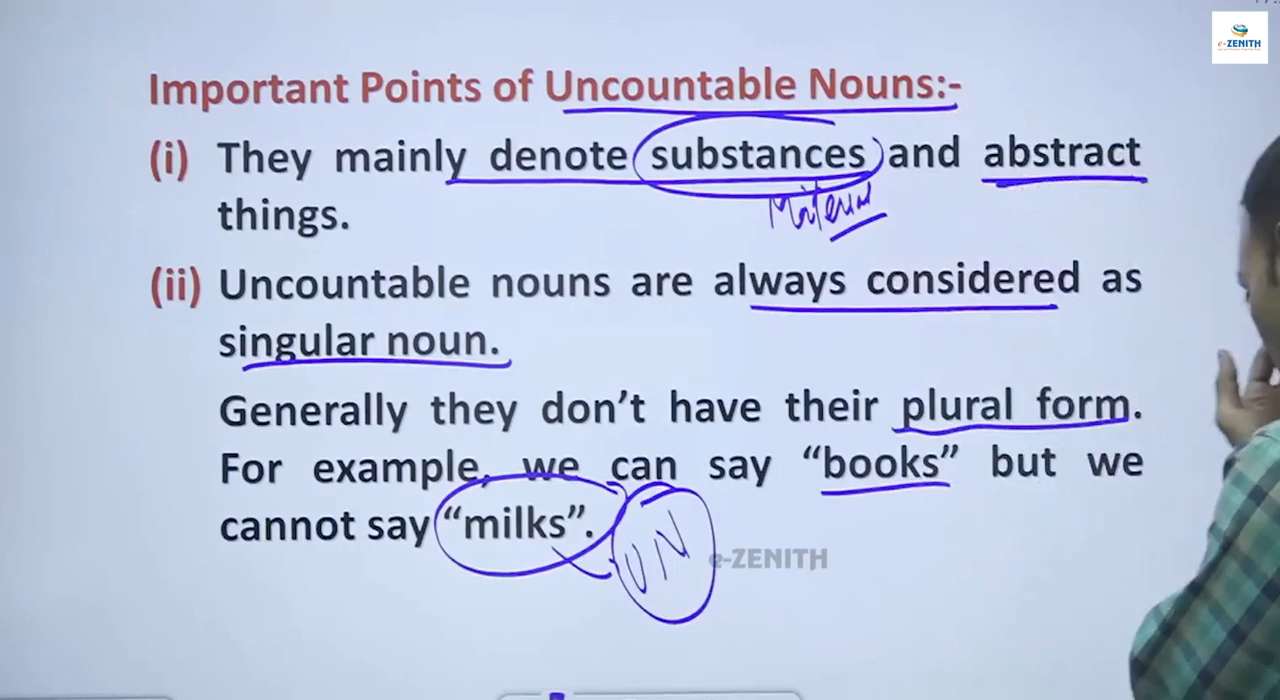 e-ZENITH
Important Points of Uncountable Nouns:-
(i) They mainly denote substances and abstract
Material
things.
(ii) Uncountable nouns are always considered as
singular noun.
Generally they don't have their plural form.
For example, we can say “books” but we
cannot say “milks”.
UN
e-ZENITH